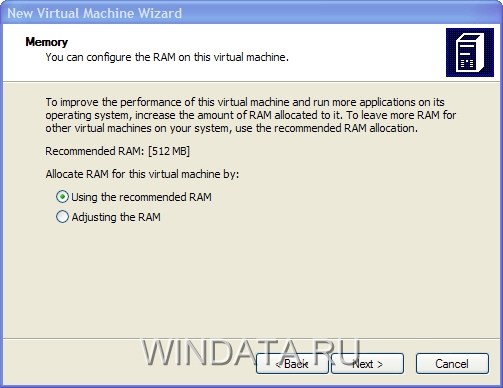 New Virtual Machine Wizard
Memory
You can configure the RAM on this virtual machine.
To improve the performance of this virtual machine and run more applications on its
operating system, increase the amount of RAM allocated to it. To leave more RAM for
other virtual machines on your system, use the recommended RAM allocation.
Recommended RAM: [512 MB]
Allocate RAM for this virtual machine by:
Using the recommended RAM
Adjusting the RAM
WINDATA.RU
< Back Next > Cancel